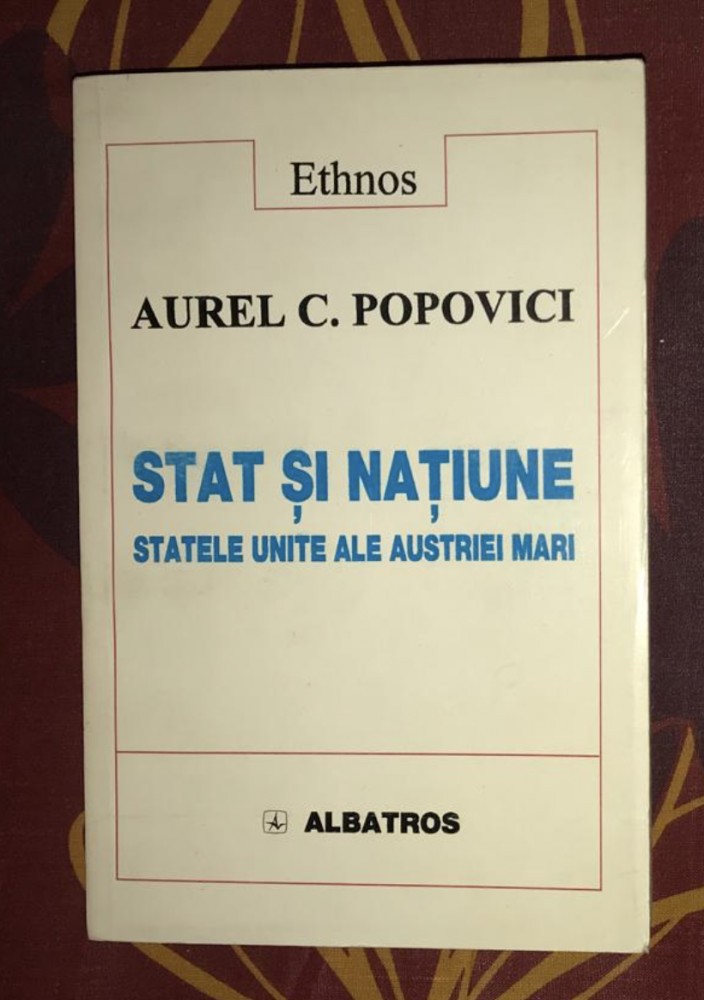 Ethnos
AUREL C. POPOVICI
STAT ȘI NAȚIUNE
STATELE UNITE ALE AUSTRIEI MARI
ALBATROS